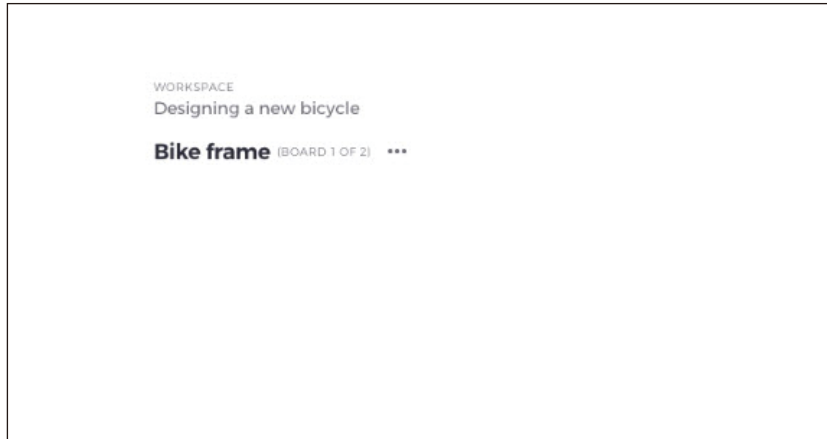 WORKSPACE
Designing a new bicycle
Bike frame (BOARD 1 OF 2) •••